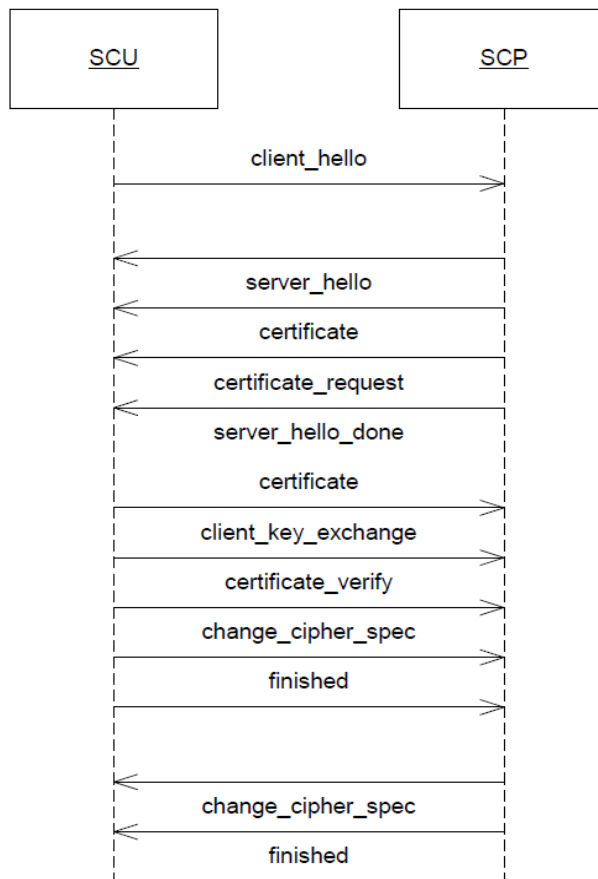 SCU
SCP
client_hello
server_hello
certificate
certificate_request
server_hello_done
certificate
client_key_exchange
certificate_verify
change_cipher_spec
finished
change_cipher_spec
finished